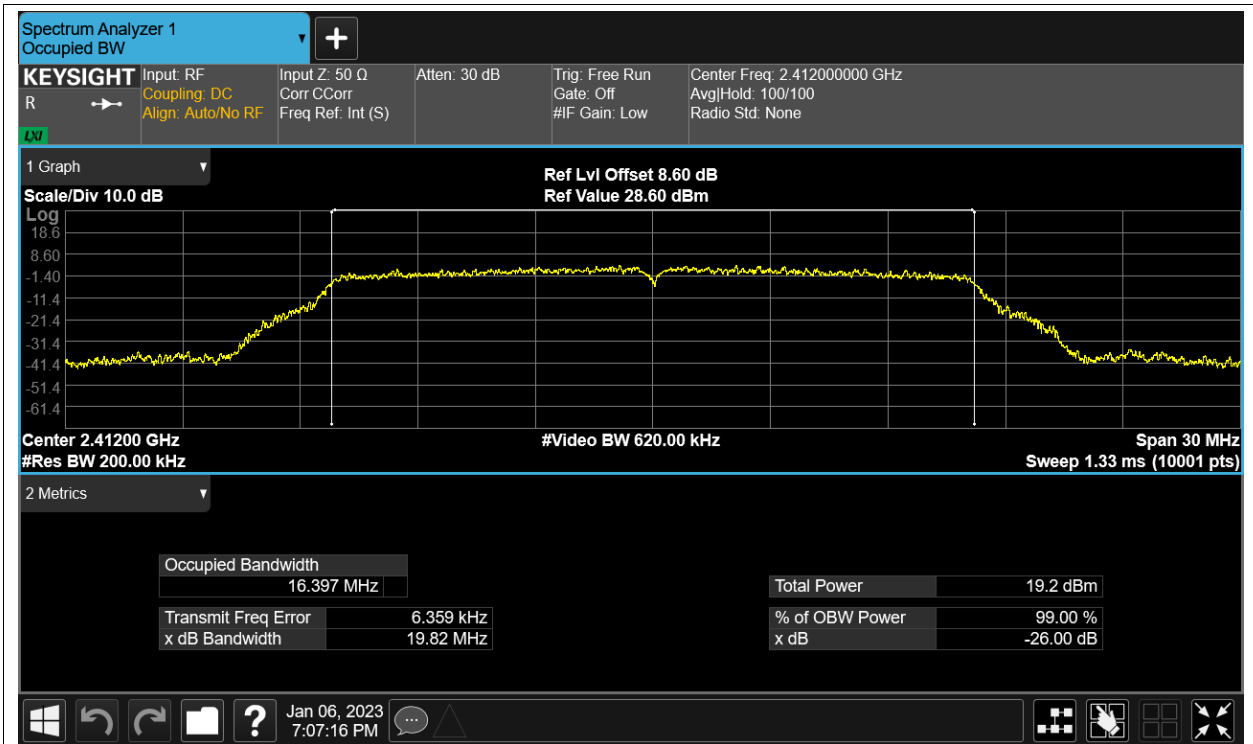 Spectrum Analyzer 1
Occupied BW
▼
+
KEYSIGHT
R
LXI
Input: RF
Coupling: DC
Align: Auto/No RF
Input Z: 50 Ω
Corr CCorr
Freq Ref: Int (S)
Atten: 30 dB
Trig: Free Run
Gate: Off
#IF Gain: Low
Center Freq: 2.412000000 GHz
Avg|Hold: 100/100
Radio Std: None
1 Graph
Scale/Div 10.0 dB
Ref Lvl Offset 8.60 dB
Ref Value 28.60 dBm
Log
18.6
8.60
-1.40
-11.4
-21.4
-31.4
-41.4
-51.4
-61.4
Center 2.41200 GHz
#Res BW 200.00 kHz
#Video BW 620.00 kHz
Span 30 MHz
Sweep 1.33 ms (10001 pts)
2 Metrics
Occupied Bandwidth
16.397 MHz
Transmit Freq Error 6.359 kHz
x dB Bandwidth 19.82 MHz
Total Power 19.2 dBm
% of OBW Power 99.00 %
x dB -26.00 dB
?
Jan 06, 2023
7:07:16 PM